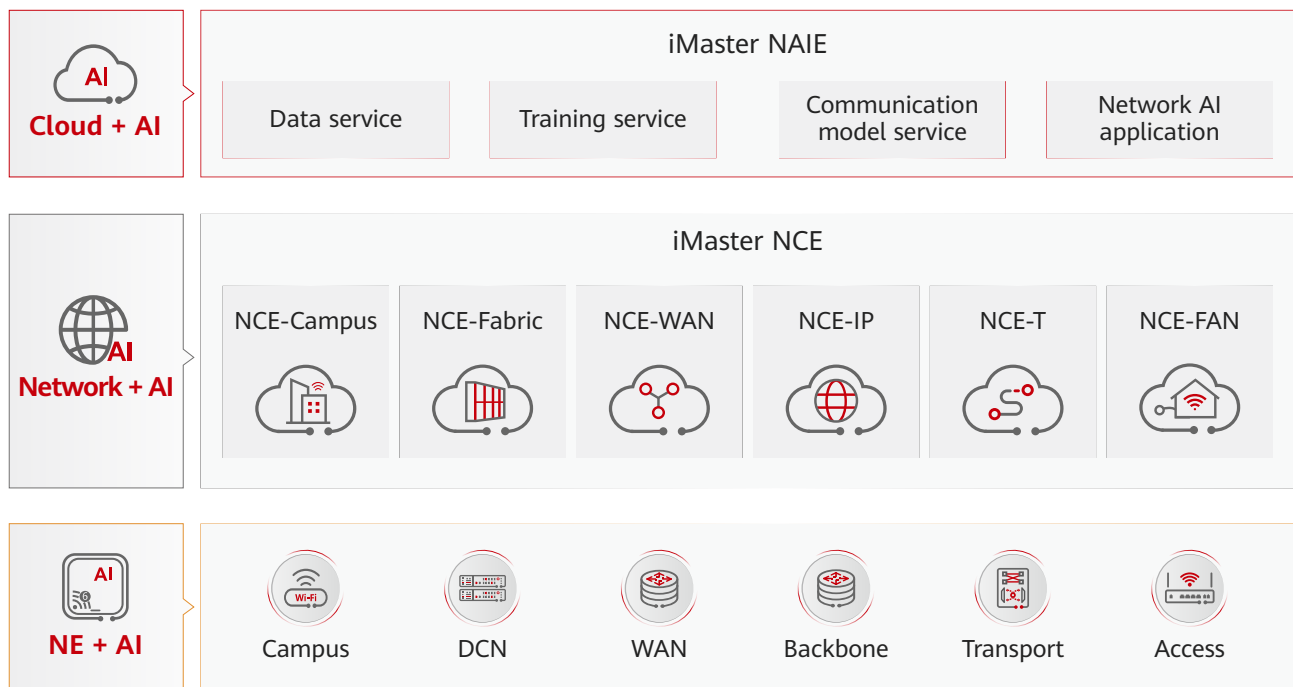 AI
Cloud + AI
iMaster NAIE
Data service
Training service
Communication
model service
Network AI
application
AI
Network + AI
iMaster NCE
NCE-Campus
NCE-Fabric
NCE-WAN
NCE-IP
NCE-T
NCE-FAN
AI
6
NE + AI
Wi-Fi
Campus
DCN
WAN
Backbone
Transport
Access